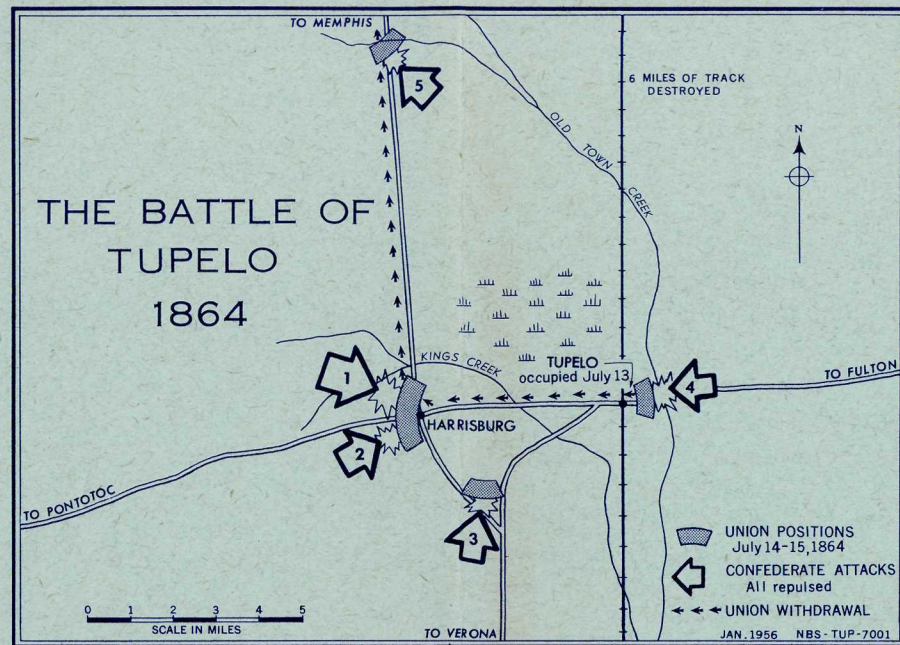 TO MEMPHIS
5
6 MILES OF TRACK
DESTROYED
OLD TOWN CREEK
N
THE BATTLE OF
TUPELO
1864
KINGS CREEK
TUPELO
occupied July 13
1
4
TO FULTON
HARRISBURG
2
TO PONTOTOC
3
UNION POSITIONS
July 14-15, 1864
CONFEDERATE ATTACKS
All repulsed
UNION WITHDRAWAL
0 1 2 3 4 5
SCALE IN MILES
TO VERONA
JAN. 1956 NBS-TUP-7001